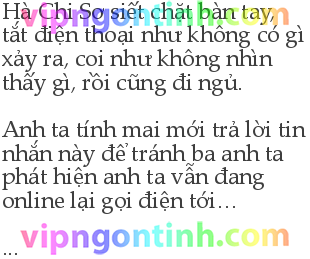 Hà Chi Sơ siết chặt bàn tay,
vipngontinh.com
tắt điện thoại như không có gì
xảy ra, coi như không nhìn
thấy gì, rồi cũng đi ngủ.
Anh ta tính mai mới trả lời tin
nhắn này để tránh ba anh ta
phát hiện anh ta vẫn đang
online lại gọi điện tới…
vipngontinh.com
...